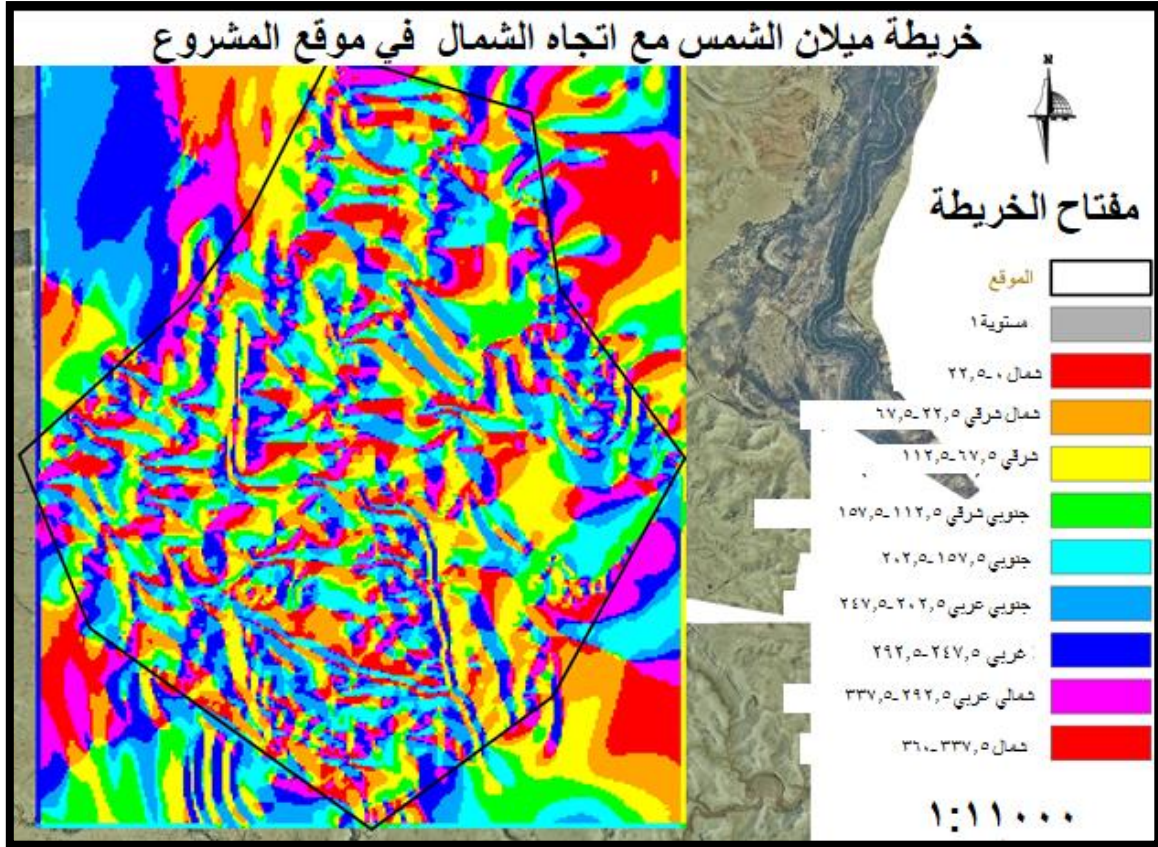 خريطة ميلان الشمس مع اتجاه الشمال في موقع المشروع
N
مفتاح الخريطة
الموقع
مستوية ١
شمال ٠-٢٢,٥
شمال شرقي ٢٢,٥-٦٧,٥
شرقي ٦٧,٥-١١٢,٥
جنوبي شرقي ١١٢,٥-١٥٧,٥
جنوبي ١٥٧,٥-٢٠٢,٥
جنوبي غربي ٢٠٢,٥-٢٤٧,٥
غربي ٢٤٧,٥-٢٩٢,٥
شمالي غربي ٢٩٢,٥-٣٣٧,٥
شمال ٣٣٧,٥-٣٦٠
١:١١٠٠٠